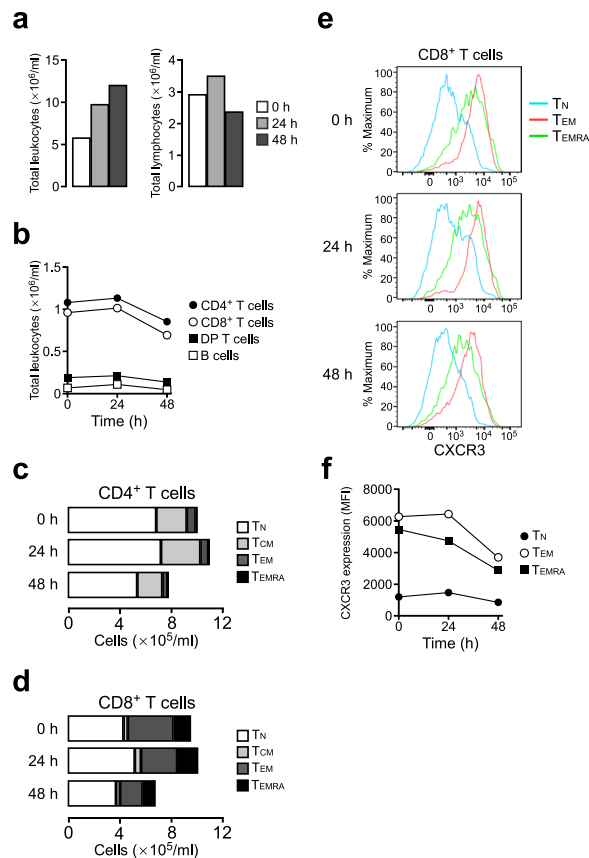 a
Total leukocytes (×10⁶/ml)
15
10
5
0
Total lymphocytes (×10⁶/ml)
4
3
2
1
0
0 h
24 h
48 h
b
Total leukocytes (×10⁶/ml)
1.5
1
0.5
0
0
24
48
Time (h)
CD4⁺ T cells
CD8⁺ T cells
DP T cells
B cells
c
CD4⁺ T cells
0 h
24 h
48 h
0
4
8
12
Cells (×10⁵/ml)
TN
TCM
TEM
TEMRA
d
CD8⁺ T cells
0 h
24 h
48 h
0
4
8
12
Cells (×10⁵/ml)
TN
TCM
TEM
TEMRA
e
CD8⁺ T cells
0 h
% Maximum
100
80
60
40
20
0
0 10³ 10⁴ 10⁵
TN
TEM
TEMRA
24 h
% Maximum
100
80
60
40
20
0
0 10³ 10⁴ 10⁵
48 h
% Maximum
100
80
60
40
20
0
0 10³ 10⁴ 10⁵
CXCR3
f
CXCR3 expression (MFI)
8000
6000
4000
2000
0
0
24
48
Time (h)
TN
TEM
TEMRA